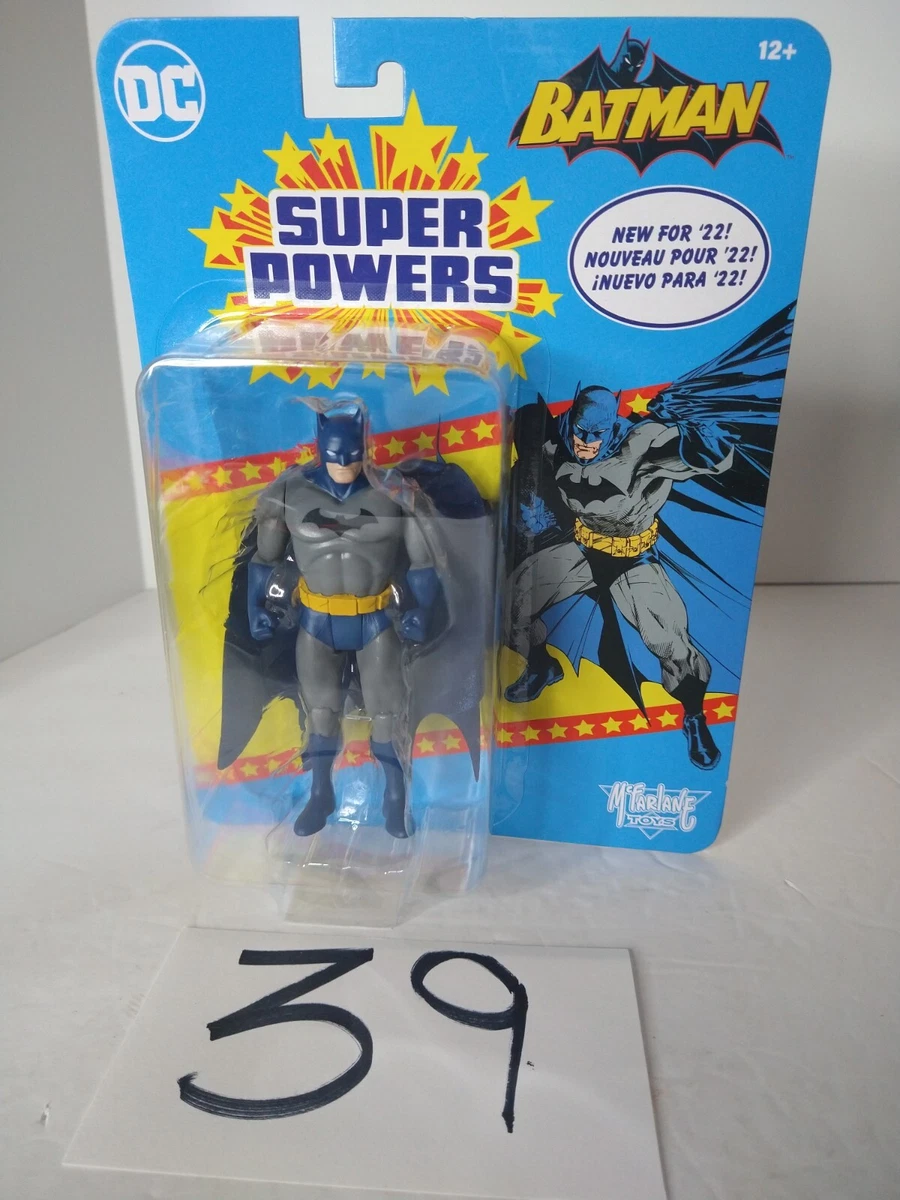 DC
12+
BATMAN
SUPER
POWERS
NEW FOR '22!
NOUVEAU POUR '22!
¡NUEVO PARA '22!
McFARLANE
TOYS
39